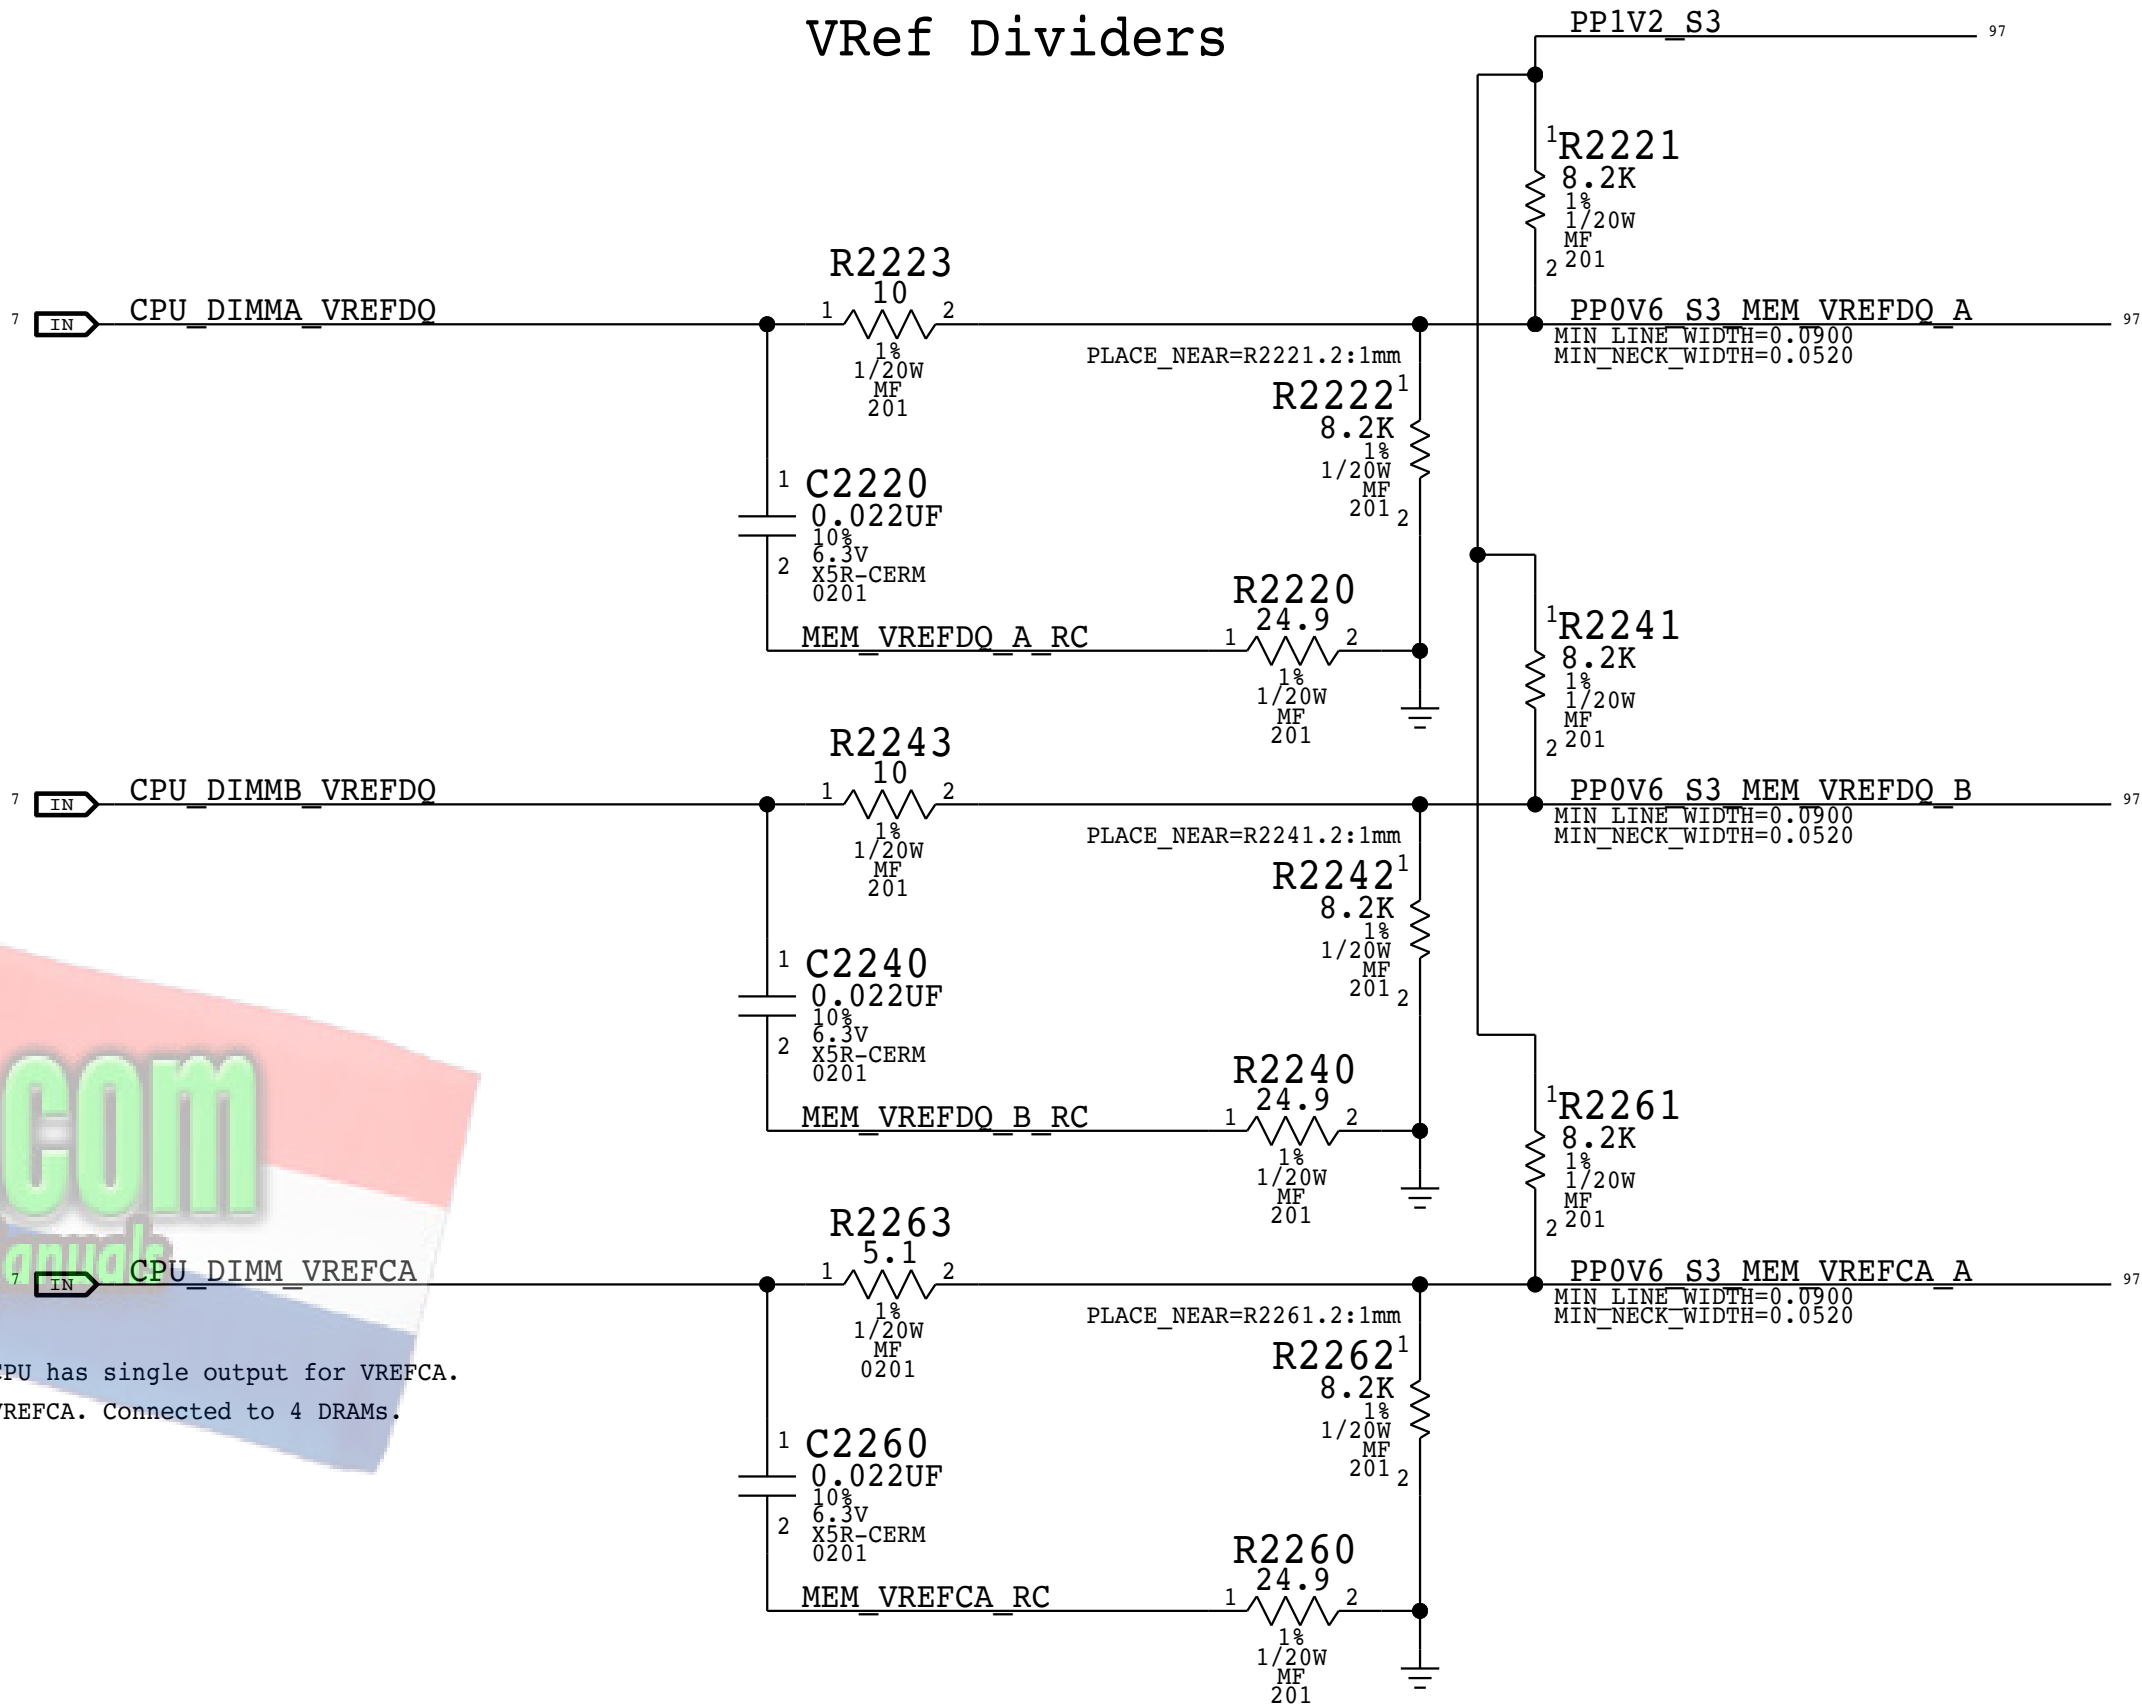 VRef Dividers
PP1V2_S3
97
1
R2221
8.2K
1%
1/20W
MF
201
2
R2223
10
1
2
1%
1/20W
MF
201
7
IN
CPU_DIMMA_VREFDQ
PP0V6_S3_MEM_VREFDQ_A
97
MIN_LINE_WIDTH=0.0900
MIN_NECK_WIDTH=0.0520
PLACE_NEAR=R2221.2:1mm
R2222
1
8.2K
1%
1/20W
MF
201
2
1
C2220
0.022UF
10%
6.3V
X5R-CERM
0201
2
R2220
24.9
MEM_VREFDQ_A_RC
1
2
1%
1/20W
MF
201
1
R2241
8.2K
1%
1/20W
MF
201
2
R2243
10
1
2
1%
1/20W
MF
201
7
IN
CPU_DIMMB_VREFDQ
PP0V6_S3_MEM_VREFDQ_B
97
MIN_LINE_WIDTH=0.0900
MIN_NECK_WIDTH=0.0520
PLACE_NEAR=R2241.2:1mm
R2242
1
8.2K
1%
1/20W
MF
201
2
1
C2240
0.022UF
10%
6.3V
X5R-CERM
0201
2
R2240
24.9
MEM_VREFDQ_B_RC
1
2
1%
1/20W
MF
201
1
R2261
8.2K
1%
1/20W
MF
201
2
com
anuals
R2263
5.1
1
2
1%
1/20W
MF
0201
7
IN
CPU_DIMM_VREFCA
PP0V6_S3_MEM_VREFCA_A
97
MIN_LINE_WIDTH=0.0900
MIN_NECK_WIDTH=0.0520
PLACE_NEAR=R2261.2:1mm
CPU has single output for VREFCA.
VREFCA. Connected to 4 DRAMs.
R2262
1
8.2K
1%
1/20W
MF
201
2
1
C2260
0.022UF
10%
6.3V
X5R-CERM
0201
2
R2260
24.9
MEM_VREFCA_RC
1
2
1%
1/20W
MF
201